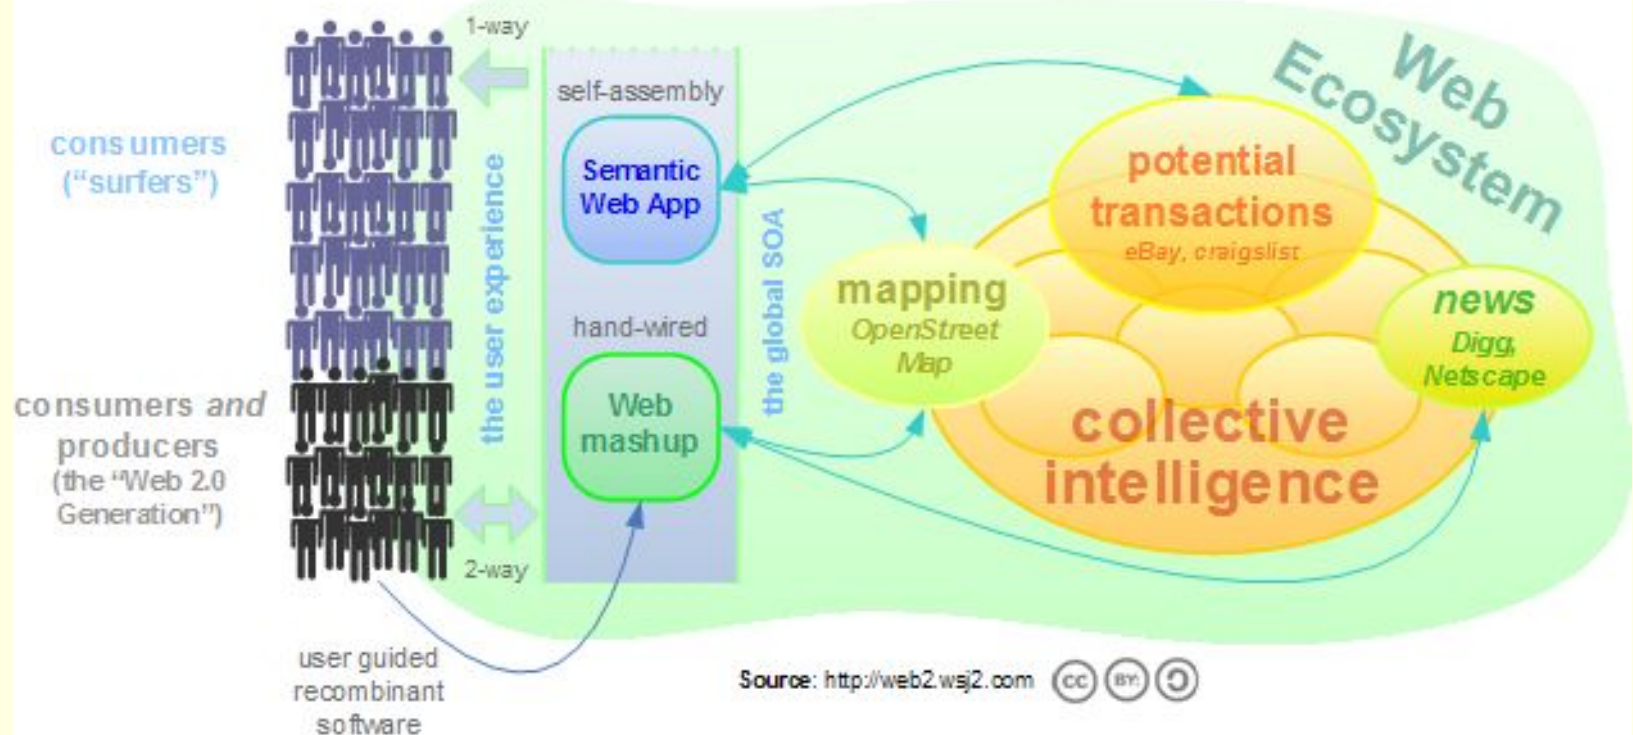 1-way
consumers
(“surfers”)
consumers and
producers
(the “Web 2.0
Generation”)
the user experience
2-way
user guided
recombinant
software
self-assembly
Semantic
Web App
hand-wired
Web
mashup
the global SOA
mapping
OpenStreet
Map
potential
transactions
eBay, craigslist
news
Digg,
Netscape
collective
intelligence
Web
Ecosystem
Source: http://web2.wsj2.com
cc
BY: